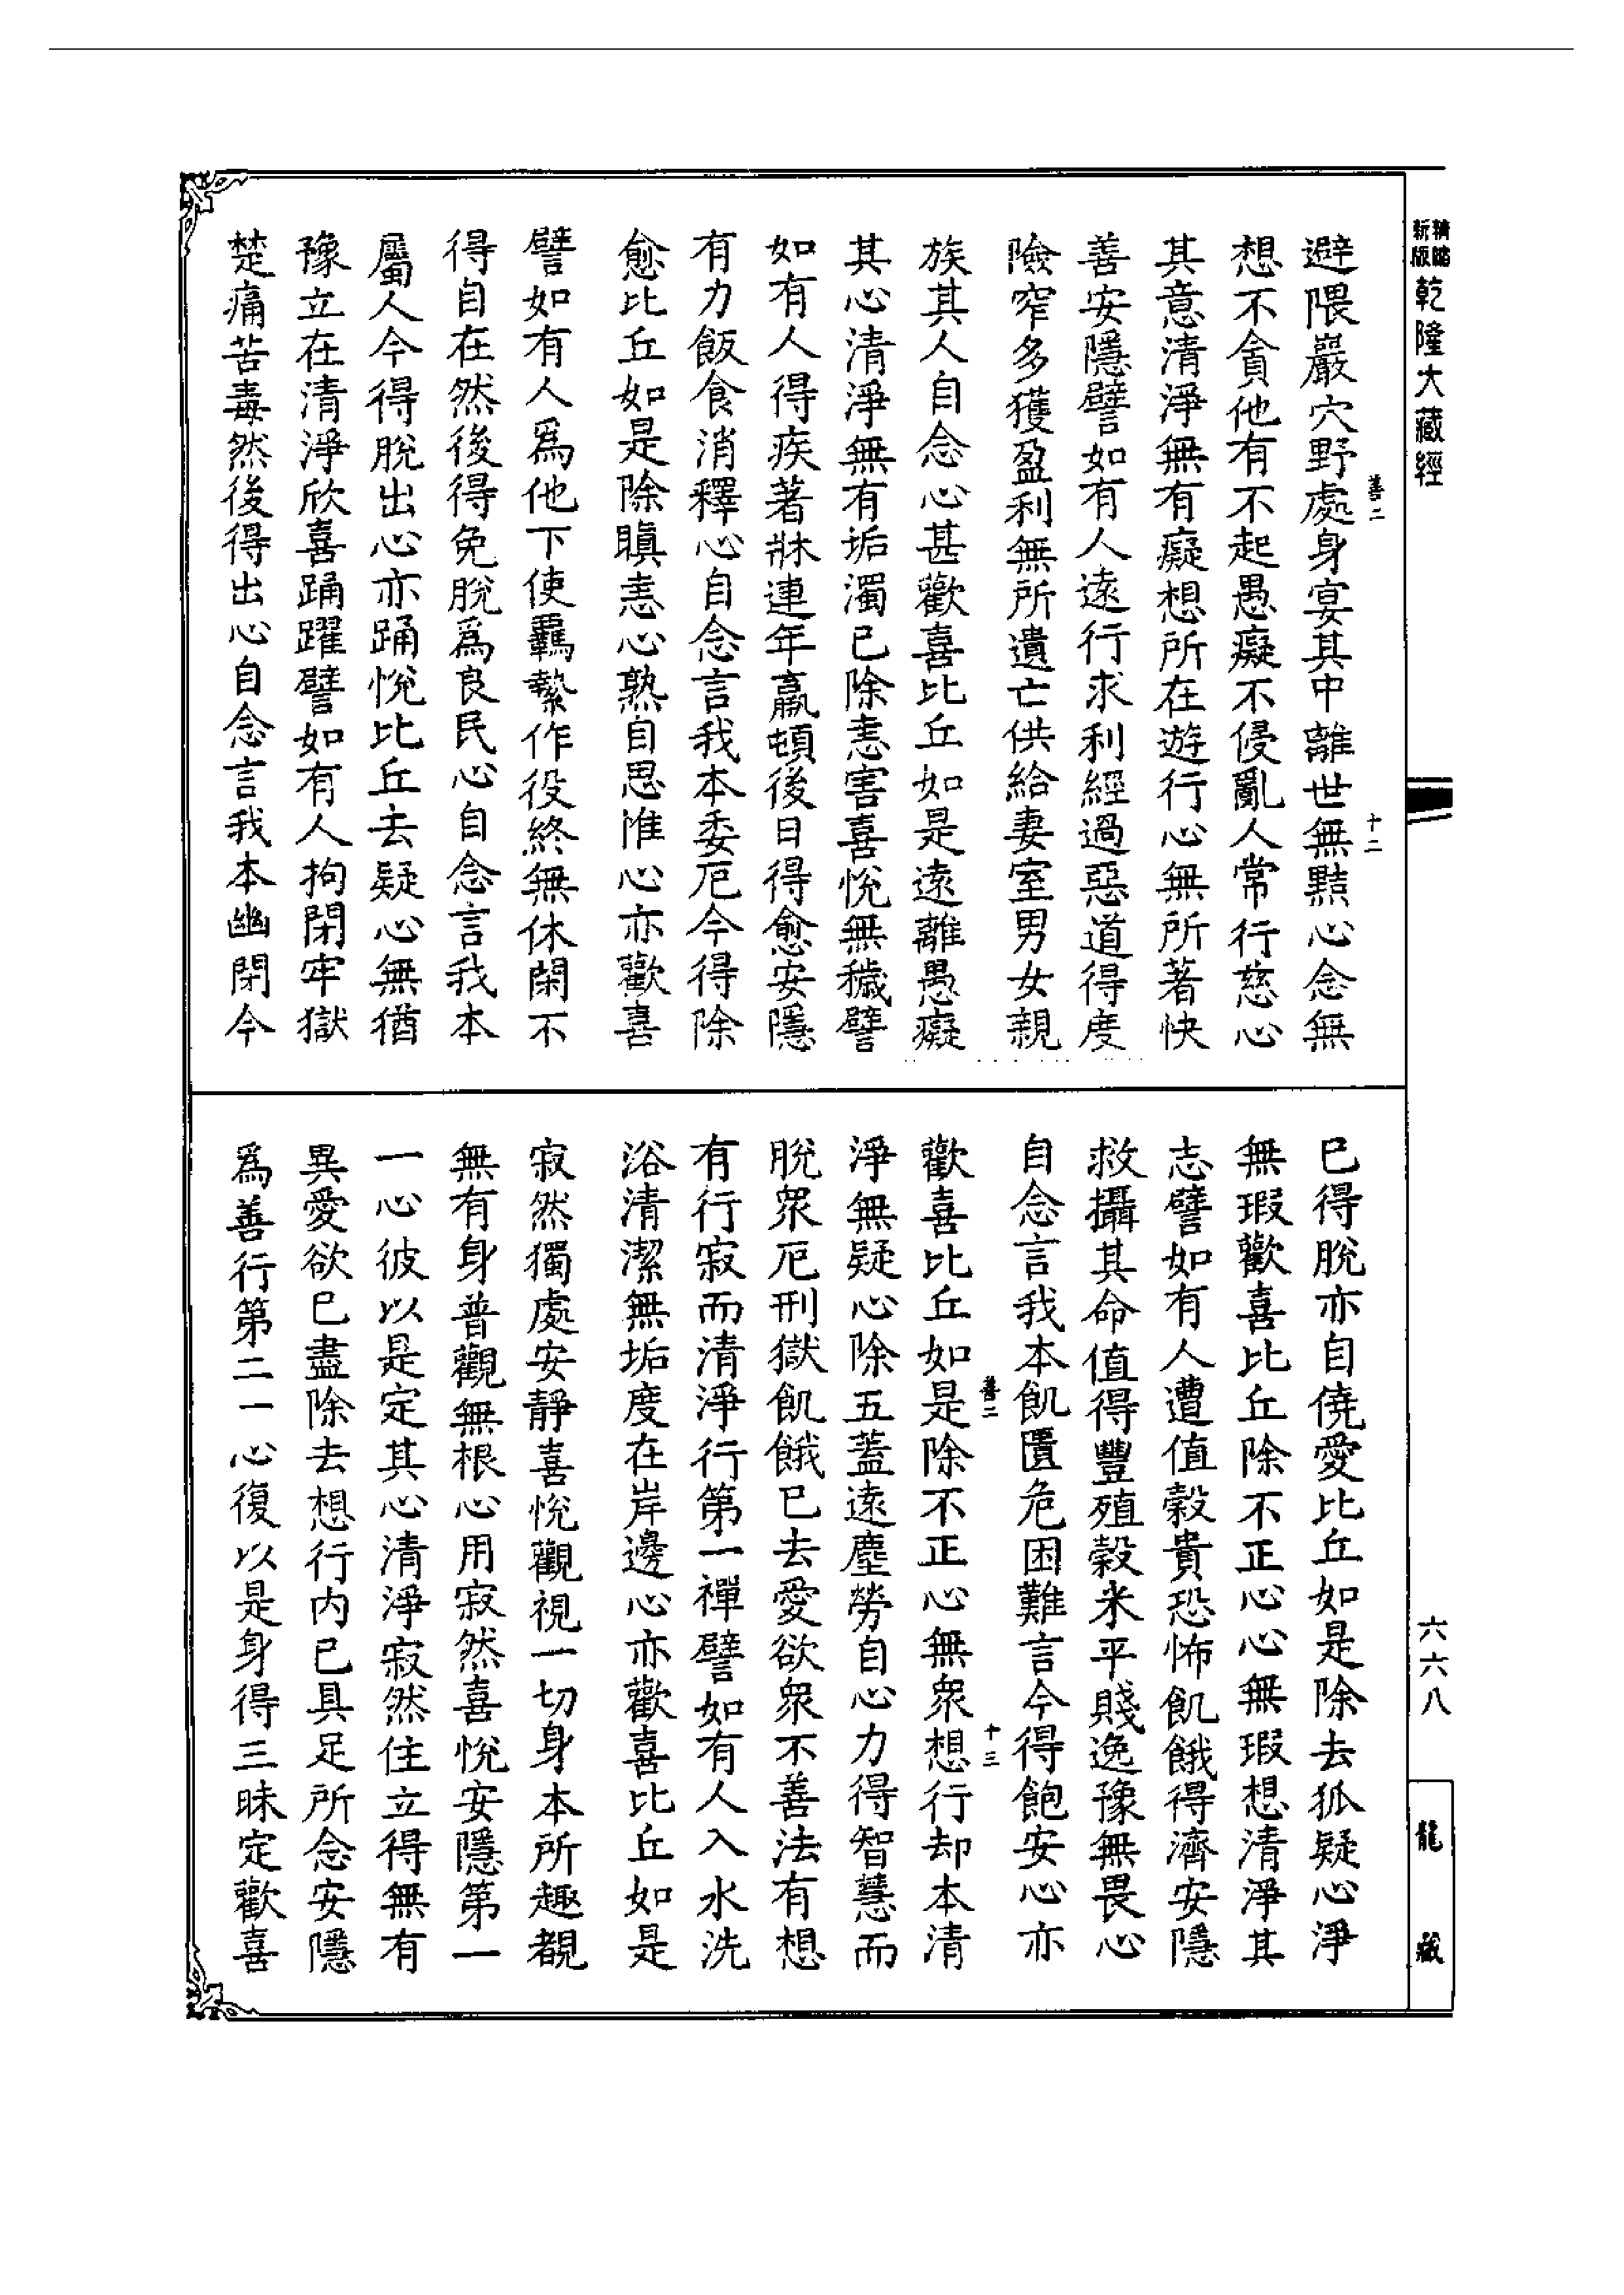 新版精縮乾隆大藏經
善二
十二
避隈巖穴野處身宴其中離世無黠心念無
想不貪他有不起愚癡不侵亂人常行慈心
其意清淨無有癡想所在遊行心無所著快
善安隱譬如有人遠行求利經過惡道得度
險窄多獲盈利無所遺亡供給妻室男女親
族其人自念心甚歡喜比丘如是遠離愚癡
其心清淨無有垢濁已除恚害喜悅無穢譬
如有人得疾著牀連年羸頓後日得愈安隱
有力飯食消釋心自念言我本委厄今得除
愈比丘如是除瞋恚心熟自思惟心亦歡喜
譬如有人爲他下使羈縶作役終無休閑不
得自在然後得免脫爲良民心自念言我本
屬人今得脫出心亦踊悅比丘去疑心無猶
豫立在清淨欣喜踊躍譬如有人拘閉牢獄
楚痛苦毒然後得出心自念言我本幽閉今
已得脫亦自僥愛比丘如是除去狐疑心淨
無瑕歡喜比丘除不正心心無瑕想清淨其
志譬如有人遭值穀貴恐怖飢餓得濟安隱
救攝其命值得豐殖穀米平賤逸豫無畏心
自念言我本飢匱危困難言今得飽安心亦
善二
十三
歡喜比丘如是除不正心無衆想行却本清
淨無疑心除五蓋遠塵勞自心力得智慧而
脫衆厄刑獄飢餓已去愛欲衆不善法有想
有行寂而清淨行第一禪譬如有人入水洗
浴清潔無垢度在岸邊心亦歡喜比丘如是
寂然獨處安靜喜悅觀視一切身本所趣覩
無有身普觀無根心用寂然喜悅安隱第一
一心彼以是定其心清淨寂然住立得無有
異愛欲已盡除去想行内已具足所念安隱
爲善行第二一心復以是身得三昧定歡喜
六六八
龍藏